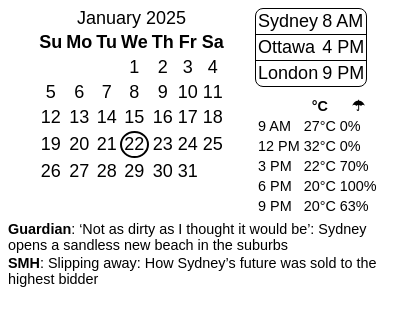 January 2025
Su Mo Tu We Th Fr Sa
1 2 3 4
5 6 7 8 9 10 11
12 13 14 15 16 17 18
19 20 21 22 23 24 25
26 27 28 29 30 31
Sydney 8 AM
Ottawa 4 PM
London 9 PM
°C ☂
9 AM 27°C 0%
12 PM 32°C 0%
3 PM 22°C 70%
6 PM 20°C 100%
9 PM 20°C 63%
Guardian: ‘Not as dirty as I thought it would be’: Sydney
opens a sandless new beach in the suburbs
SMH: Slipping away: How Sydney’s future was sold to the
highest bidder